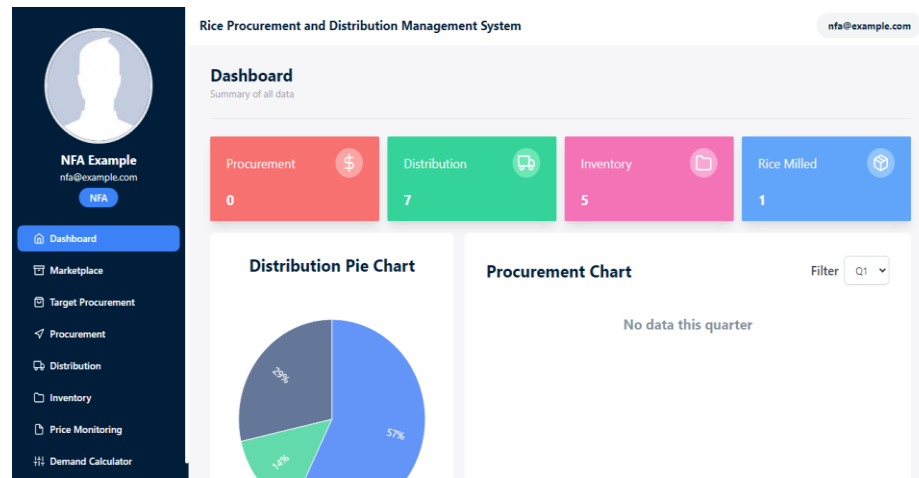 Rice Procurement and Distribution Management System
nfa@example.com
NFA Example
nfa@example.com
NFA
Dashboard
Marketplace
Target Procurement
Procurement
Distribution
Inventory
Price Monitoring
Demand Calculator
Dashboard
Summary of all data
Procurement
0
Distribution
7
Inventory
5
Rice Milled
1
Distribution Pie Chart
29%
57%
14%
Procurement Chart
Filter
Q1
No data this quarter